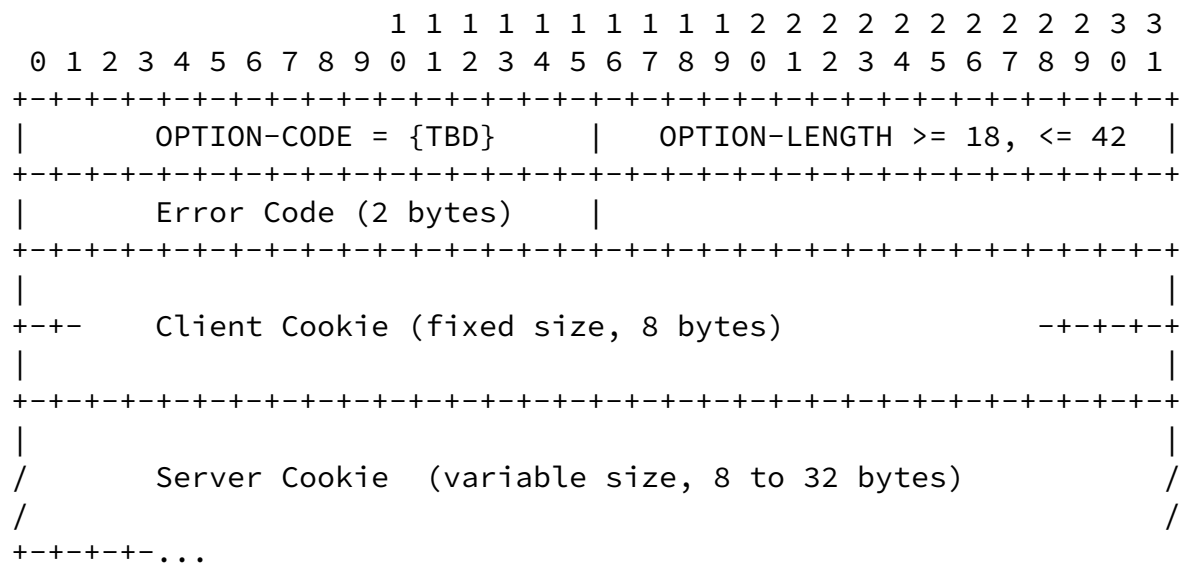 1 1 1 1 1 1 1 1 1 1 2 2 2 2 2 2 2 2 2 2 3 3
 0 1 2 3 4 5 6 7 8 9 0 1 2 3 4 5 6 7 8 9 0 1 2 3 4 5 6 7 8 9 0 1
+-+-+-+-+-+-+-+-+-+-+-+-+-+-+-+-+-+-+-+-+-+-+-+-+-+-+-+-+-+-+-+-+
|       OPTION-CODE = {TBD}     |   OPTION-LENGTH >= 18, <= 42  |
+-+-+-+-+-+-+-+-+-+-+-+-+-+-+-+-+-+-+-+-+-+-+-+-+-+-+-+-+-+-+-+-+
|       Error Code (2 bytes)    |
+-+-+-+-+-+-+-+-+-+-+-+-+-+-+-+-+-+-+-+-+-+-+-+-+-+-+-+-+-+-+-+-+
|                                                               |
+-+-    Client Cookie (fixed size, 8 bytes)              -+-+-+-+
|                                                               |
+-+-+-+-+-+-+-+-+-+-+-+-+-+-+-+-+-+-+-+-+-+-+-+-+-+-+-+-+-+-+-+-+
|                                                               |
/       Server Cookie  (variable size, 8 to 32 bytes)           /
/                                                               /
+-+-+-+-...